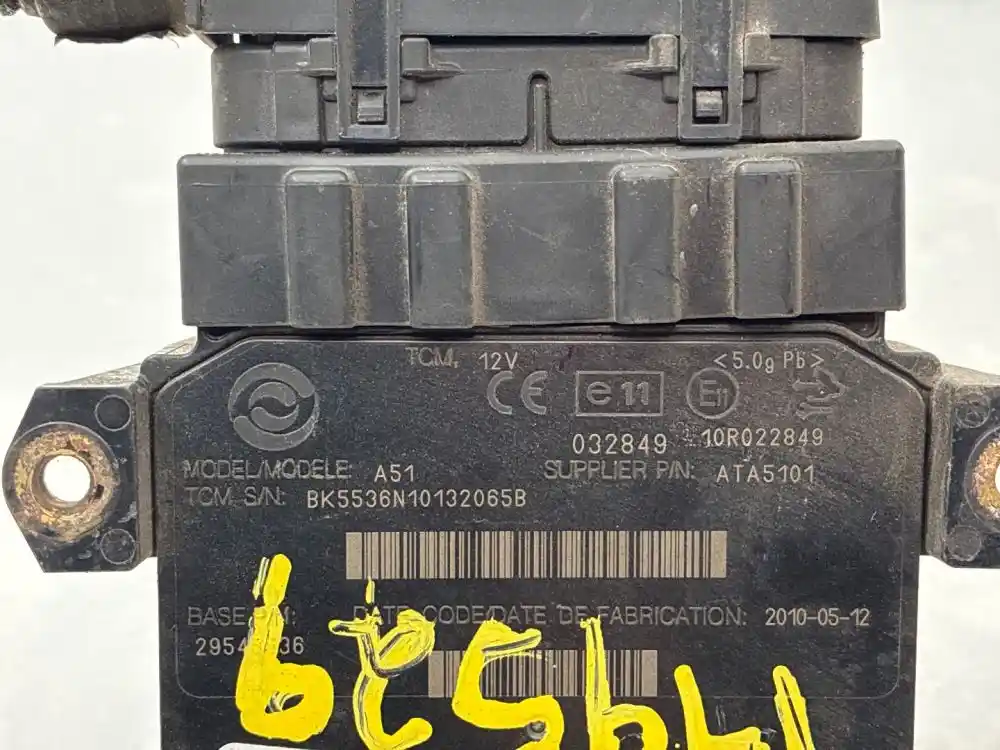 TCM, 12V <5.0g Pb>
CE e11 E11
032849 10R022849
MODEL/MODELE: A51 SUPPLIER P/N: ATA5101
TCM S/N: BK5536N10132065B
BASE P/N: DATE CODE/DATE DE FABRICATION: 2010-05-12